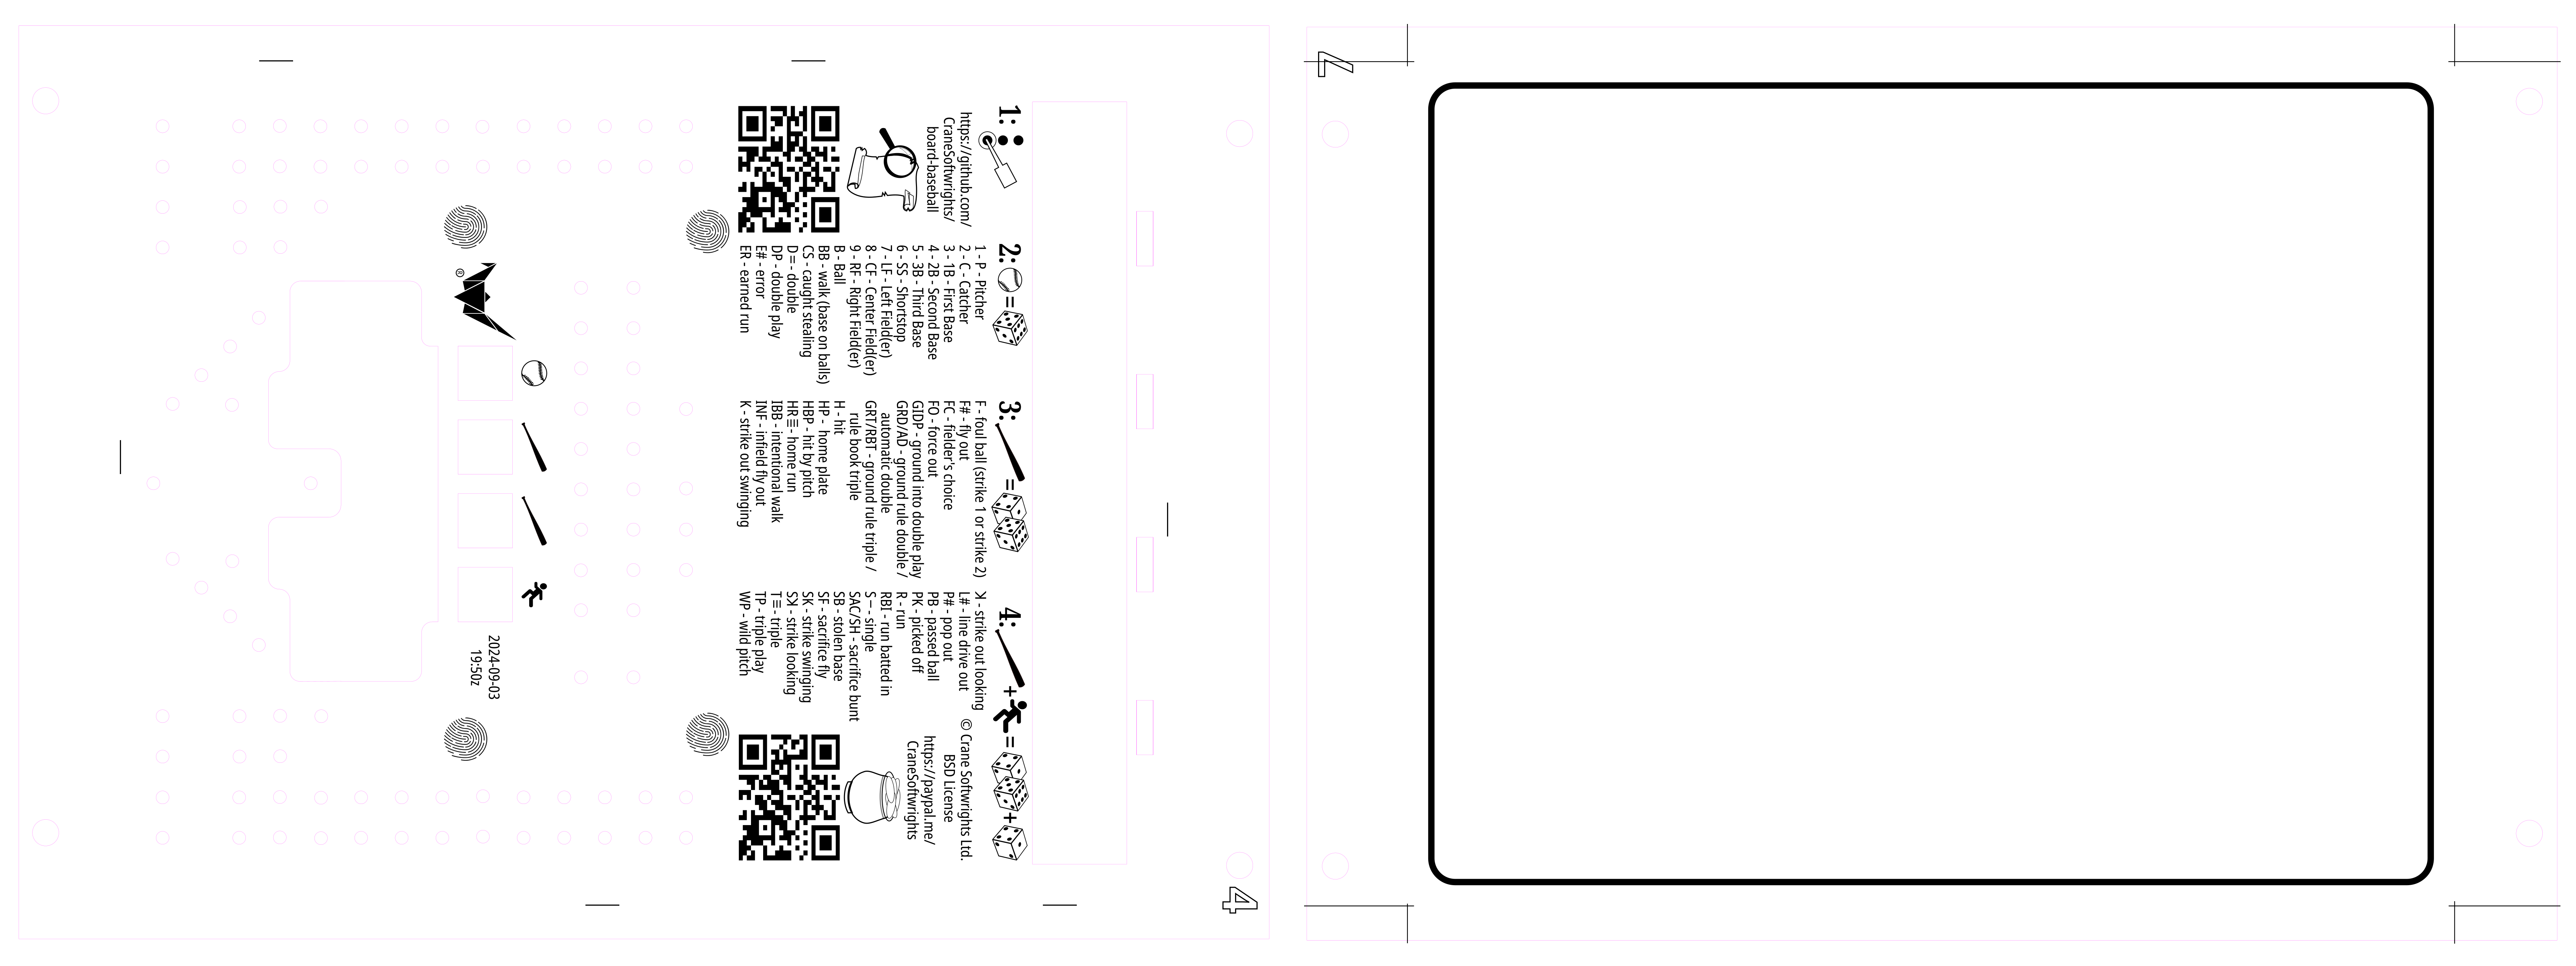 7
4
1:
https://github.com/
CraneSoftwrights/
board-baseball
2: =
1 - P - Pitcher
2 - C - Catcher
3 - 1B - First Base
4 - 2B - Second Base
5 - 3B - Third Base
6 - SS - Shortstop
7 - LF - Left Field(er)
8 - CF - Center Field(er)
9 - RF - Right Field(er)
B - Ball
BB - walk (base on balls)
CS - caught stealing
D= - double
DP - double play
E# - error
ER - earned run
3: =
F - foul ball (strike 1 or strike 2)
F# - fly out
FC - fielder's choice
FO - force out
GIDP - ground into double play
GRD/AD - ground rule double /
automatic double
GRT/RBT - ground rule triple /
rule book triple
H - hit
HP - home plate
HBP - hit by pitch
HR≣ - home run
IBB - intentional walk
INF - infield fly out
K - strike out swinging
4: + = +
ꓘ - strike out looking
L# - line drive out
P# - pop out
PB - passed ball
PK - picked off
R - run
RBI - run batted in
S— - single
SAC/SH - sacrifice bunt
SB - stolen base
SF - sacrifice fly
SK - strike swinging
Sꓘ - strike looking
T≡ - triple
TP - triple play
WP - wild pitch
© Crane Softwrights Ltd.
BSD License
https://paypal.me/
CraneSoftwrights
®
2024-09-03
19:50z